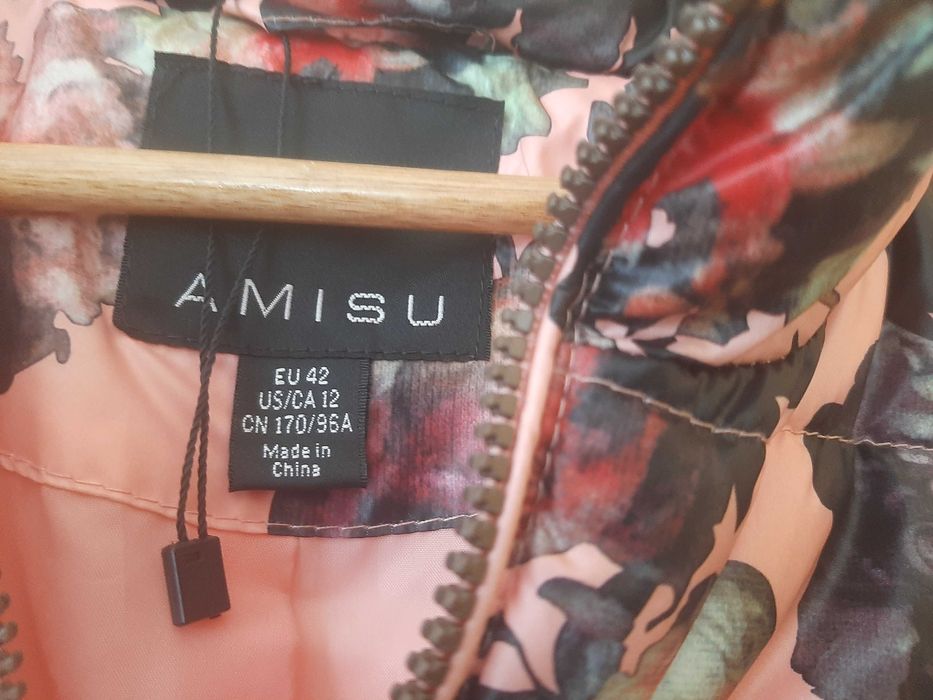 AMISU
EU 42
US/CA 12
CN 170/96A
Made in
China